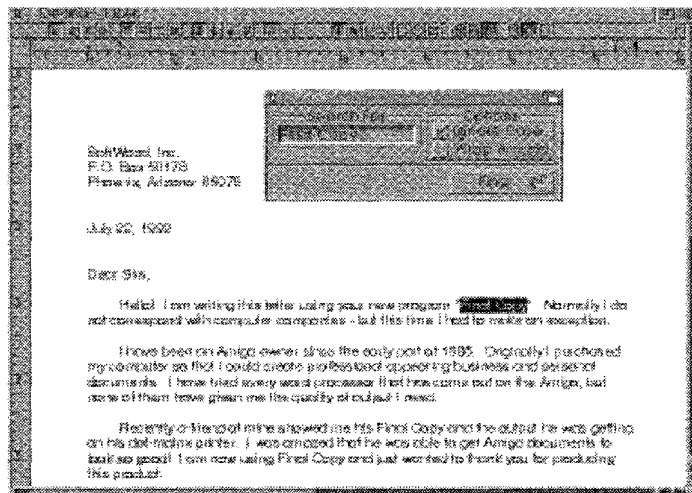 Search For
Options
Final Copy
Ignore Case
SoftWood, Inc.
P.O. Box 50178
Phoenix, Arizona 85076
July 22, 1990
Dear Sirs,
Hello! I am writing this letter using your new program "Final Copy". Normally I do
not correspond with computer companies - but this time I had to make an exception.
I have been an Amiga owner since the early part of 1985. Originally I purchased
my computer so that I could create professional appearing business and personal
documents. I have tried every word processor that has come out on the Amiga, but
none of them have given me the quality of output I need.
Recently a friend of mine showed me his Final Copy and the output he was getting
on his dot-matrix printer. I was amazed that he was able to get Amiga documents to
look so good! I am now using Final Copy and just wanted to thank you for producing
this product.